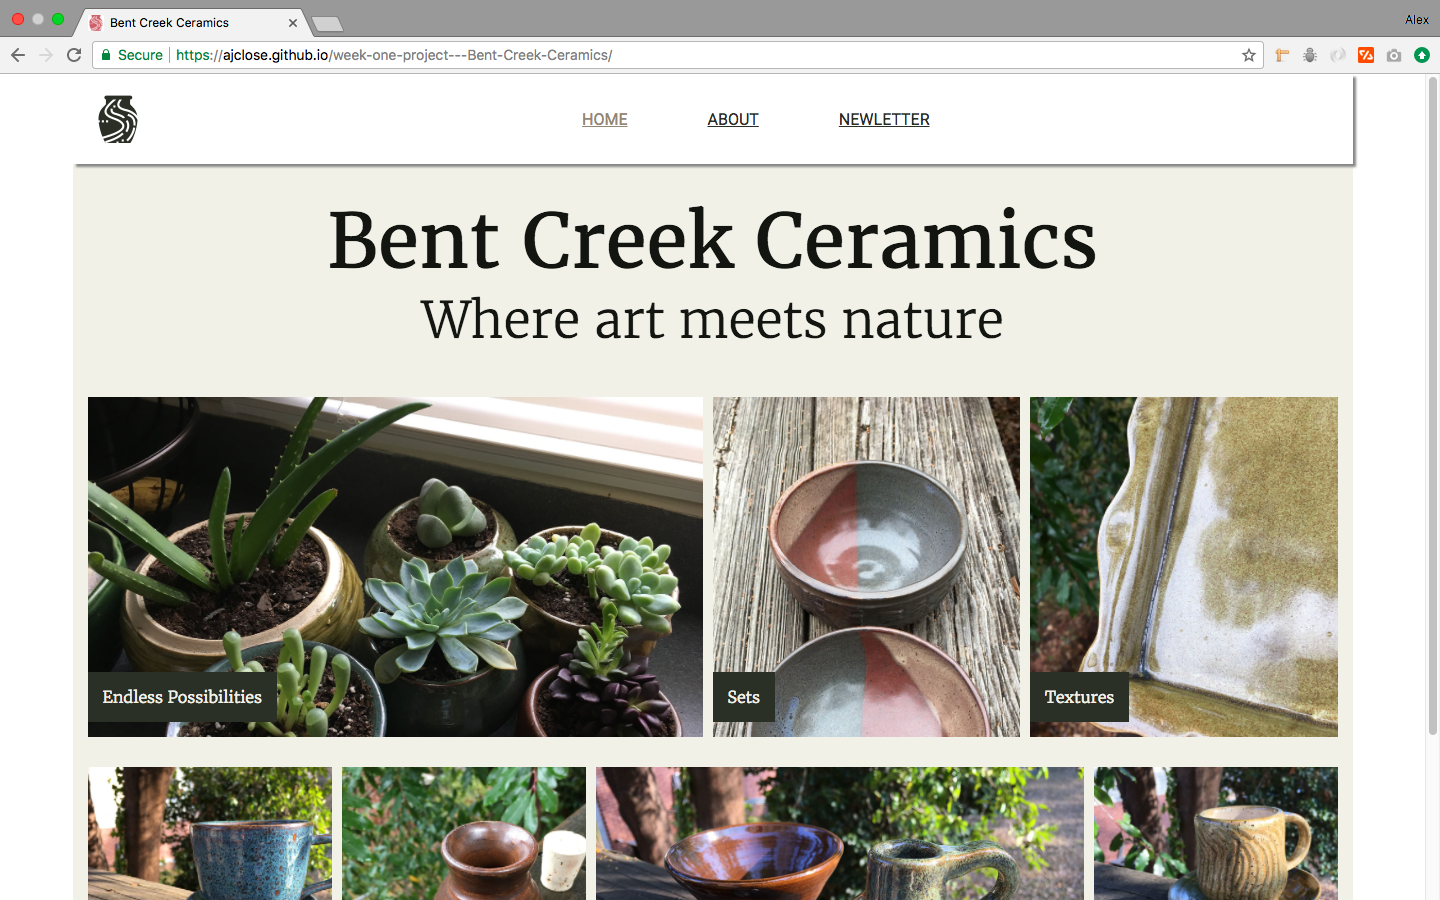 Bent Creek Ceramics
Alex
Secure https://ajclose.github.io/week-one-project---Bent-Creek-Ceramics/
HOME ABOUT NEWLETTER
Bent Creek Ceramics
Where art meets nature
Endless Possibilities
Sets
Textures